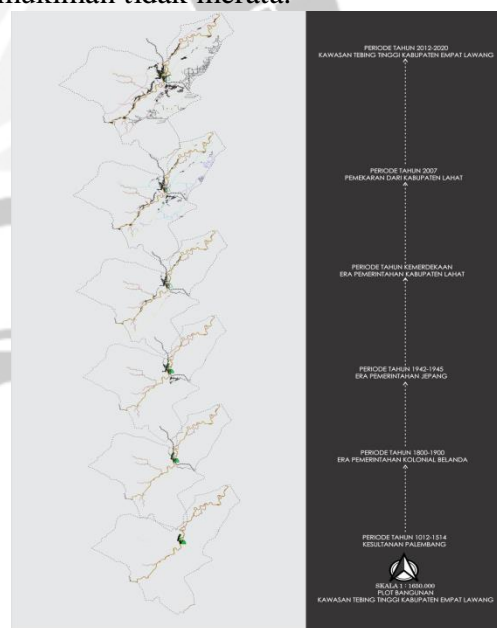 mukiman tidak merata.
PERIODE TAHUN 2012-2020
KAWASAN TEBING TINGGI KABUPATEN EMPAT LAWANG
PERIODE TAHUN 2007
PEMEKARAN DARI KABUPATEN LAHAT
PERIODE TAHUN KEMERDEKAAN
ERA PEMERINTAHAN KABUPATEN LAHAT
PERIODE TAHUN 1942-1945
ERA PEMERINTAHAN JEPANG
PERIODE TAHUN 1800-1900
ERA PEMERINTAHAN KOLONIAL BELANDA
PERIODE TAHUN 1012-1514
KESULTANAN PALEMBANG
SKALA 1 : 1650.000
PLOT BANGUNAN
KAWASAN TEBING TINGGI KABUPATEN EMPAT LAWANG